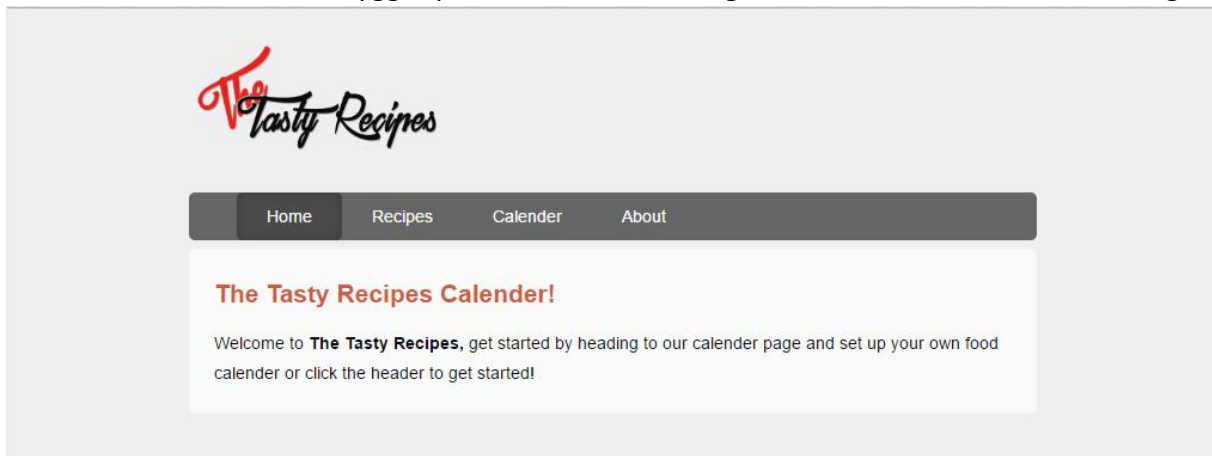 The Tasty Recipes
Home Recipes Calender About
The Tasty Recipes Calender!
Welcome to The Tasty Recipes, get started by heading to our calender page and set up your own food
calender or click the header to get started!